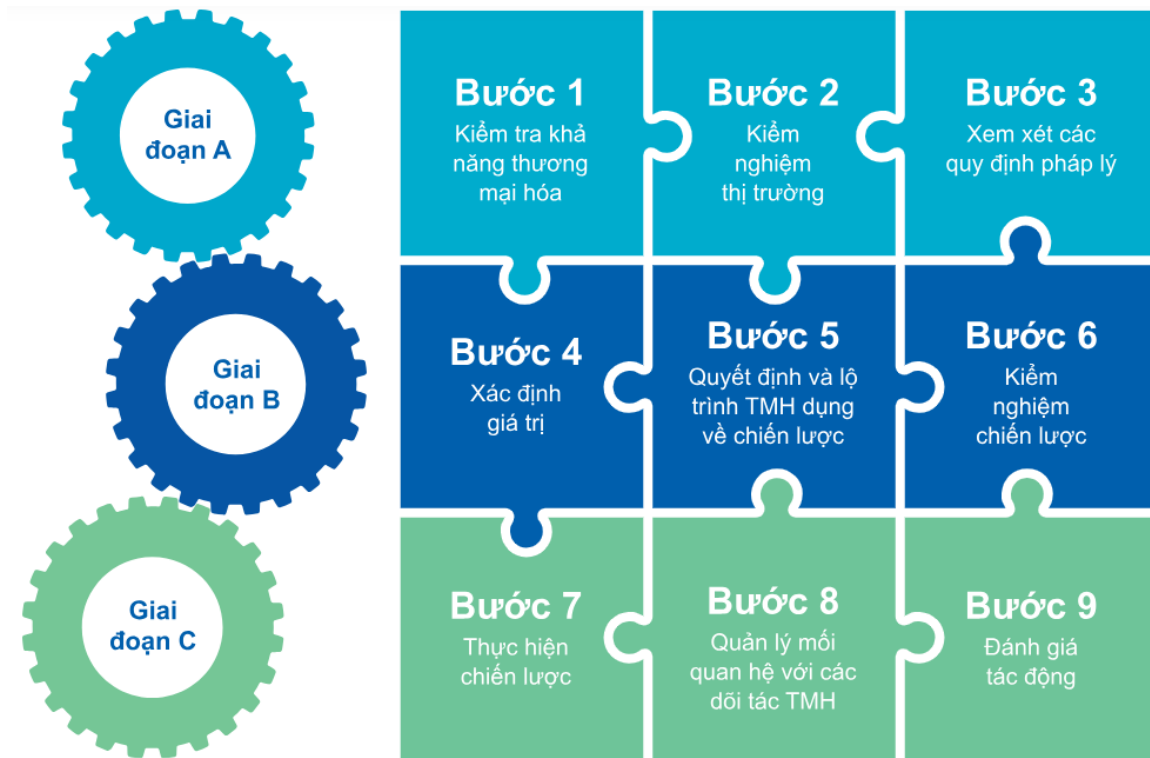 Giai
đoạn A
Bước 1
Kiểm tra khả
năng thương
mại hóa
Bước 2
Kiểm
nghiệm
thị trường
Bước 3
Xem xét các
quy định pháp lý
Giai
đoạn B
Bước 4
Xác định
giá trị
Bước 5
Quyết định và lộ
trình TMH dụng
về chiến lược
Bước 6
Kiểm
nghiệm
chiến lược
Giai
đoạn C
Bước 7
Thực hiện
chiến lược
Bước 8
Quản lý mối
quan hệ với các
dõi tác TMH
Bước 9
Đánh giá
tác động